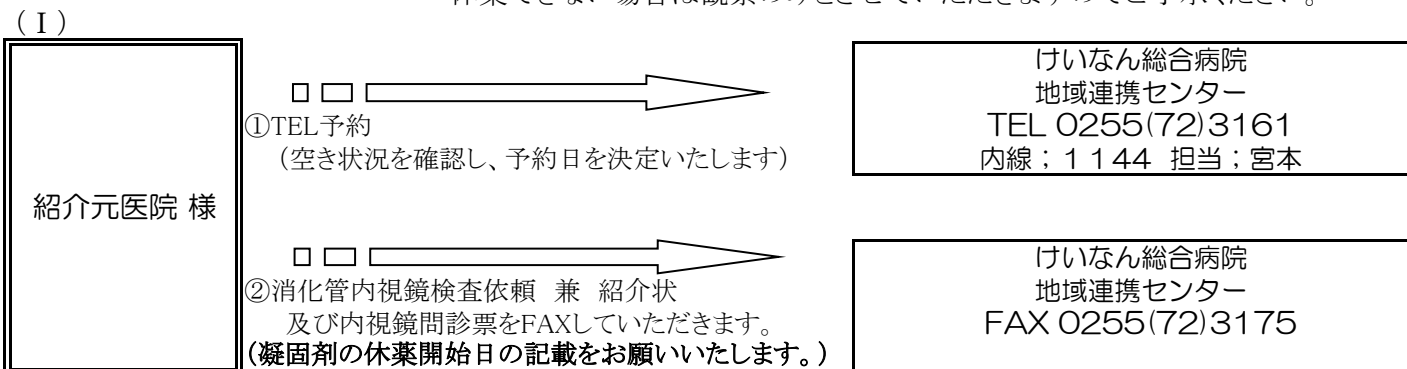 (Ⅰ)
紹介元医院 様
①TEL予約
(空き状況を確認し、予約日を決定いたします)
けいなん総合病院
地域連携センター
TEL 0255(72)3161
内線；1144 担当；宮本
②消化管内視鏡検査依頼 兼 紹介状
及び内視鏡問診票をFAXしていただきます。
(凝固剤の休薬開始日の記載をお願いいたします。)
けいなん総合病院
地域連携センター
FAX 0255(72)3175